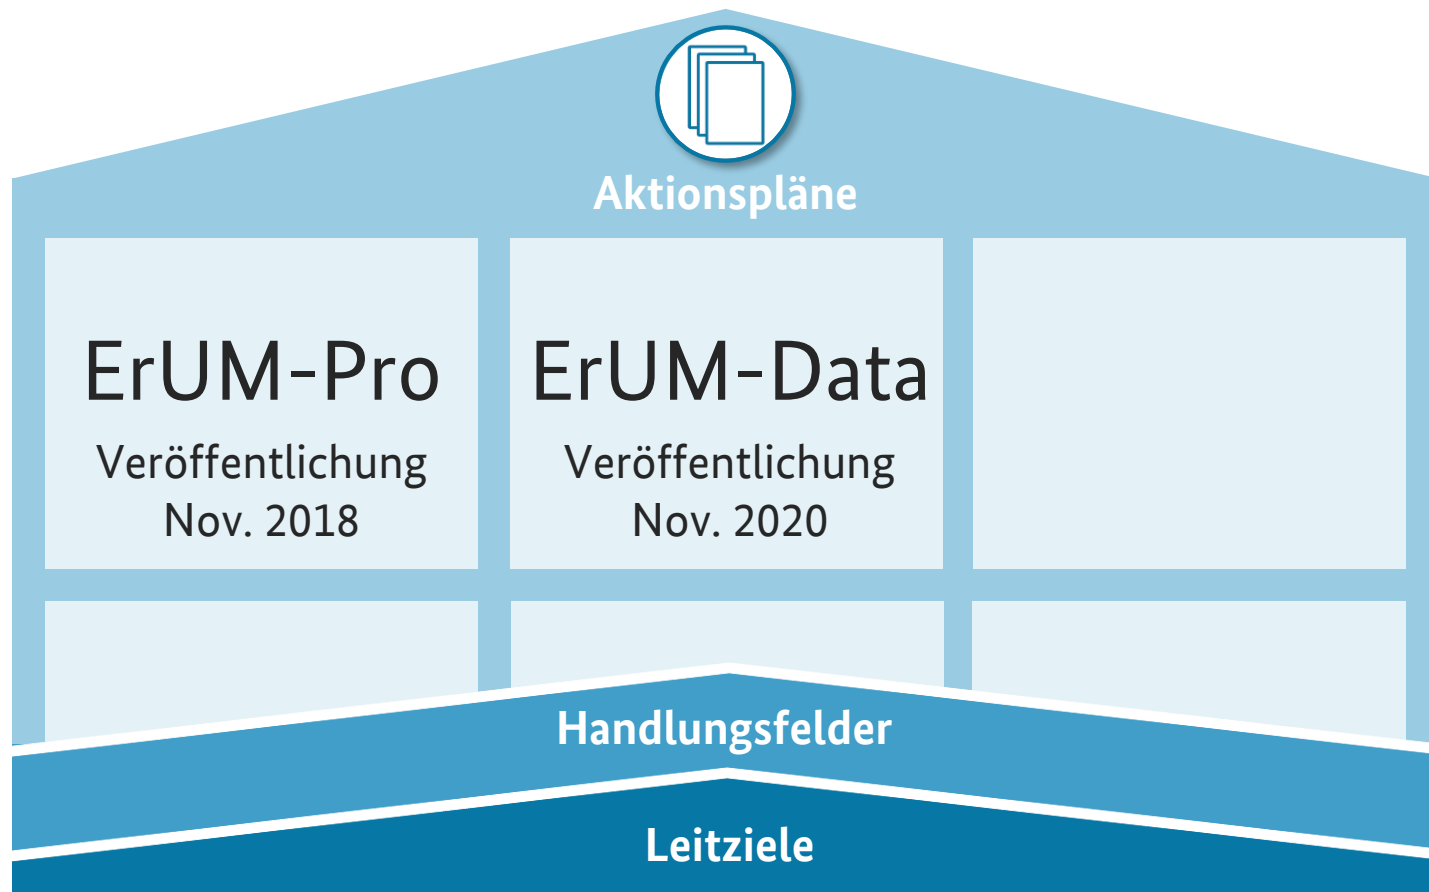 Aktionspläne
ErUM-Pro
Veröffentlichung
Nov. 2018
ErUM-Data
Veröffentlichung
Nov. 2020
Handlungsfelder
Leitziele